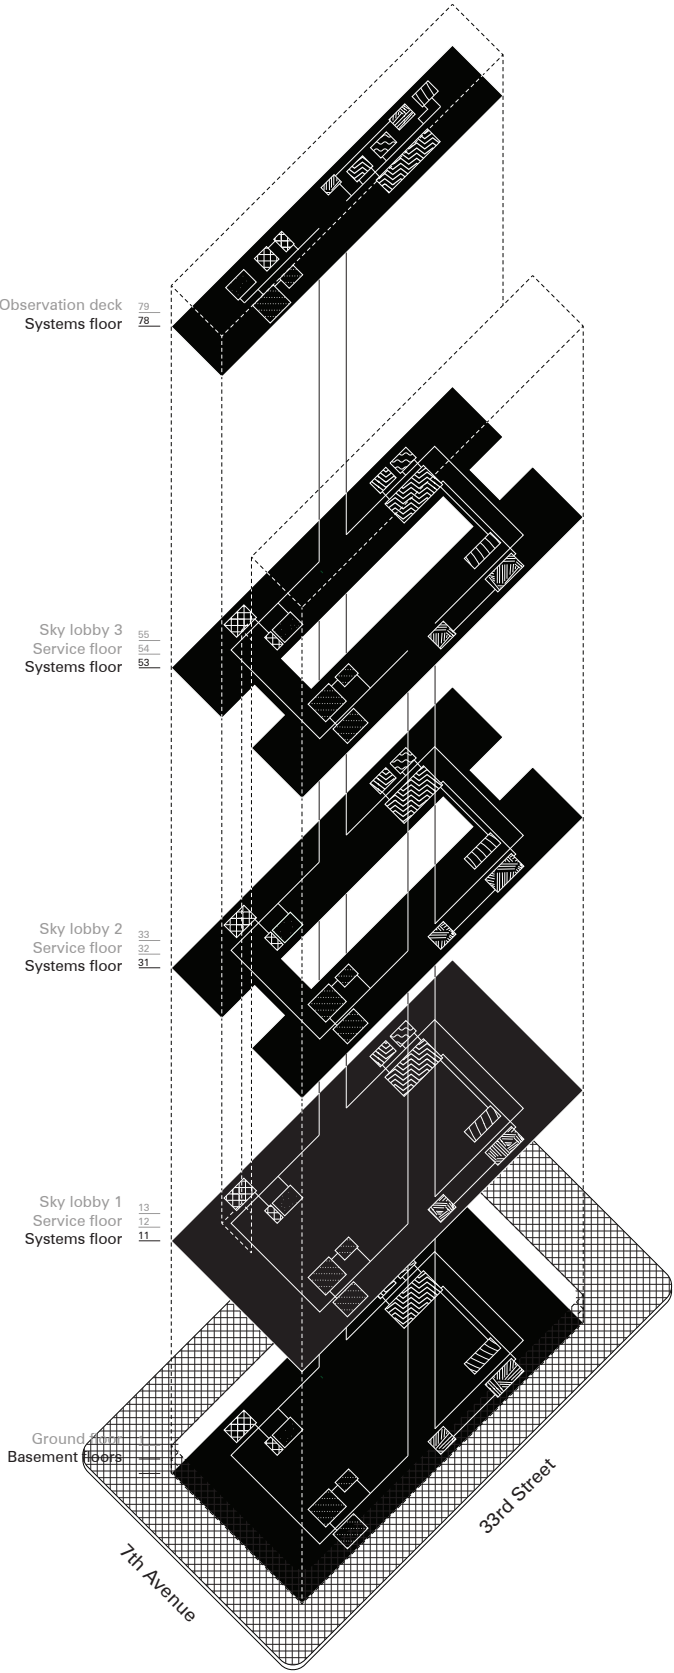 Observation deck 79
Systems floor 78
Sky lobby 3 55
Service floor 54
Systems floor 53
Sky lobby 2 33
Service floor 32
Systems floor 31
Sky lobby 1 13
Service floor 12
Systems floor 11
Ground floor
Basement floors
33rd Street
7th Avenue